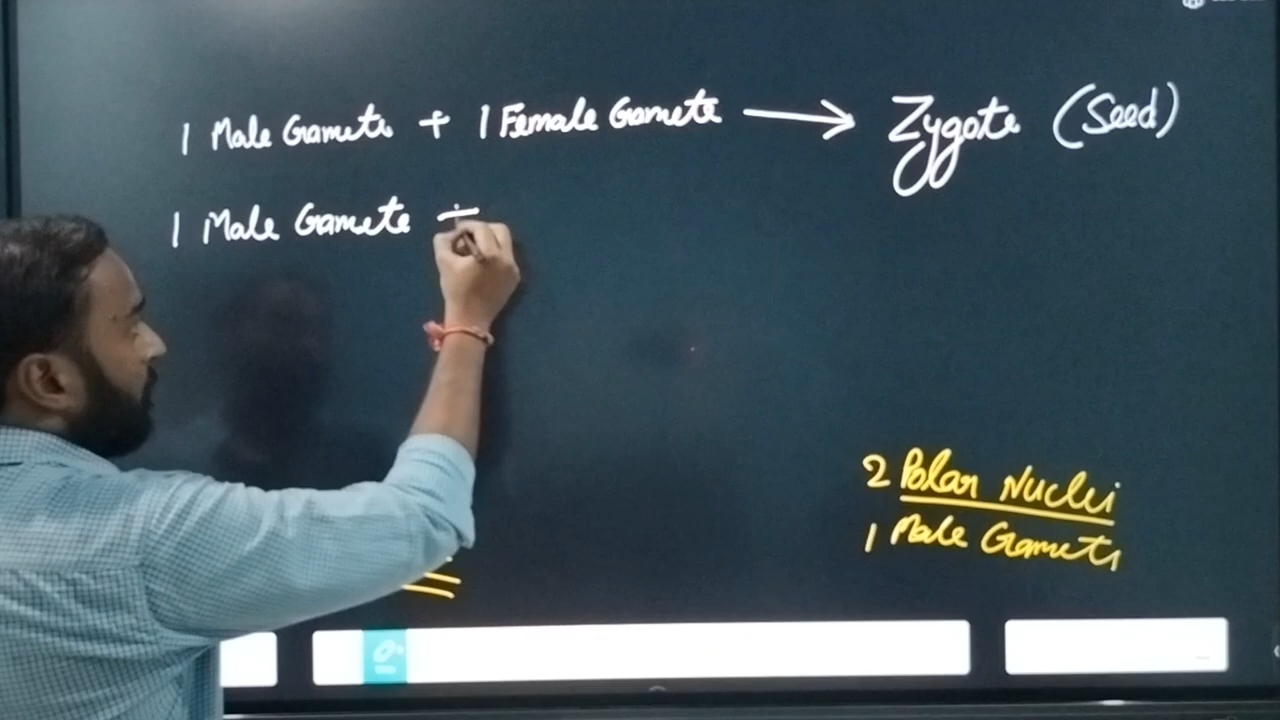 1 Male Gamete + 1 Female Gamete → Zygote (Seed)
1 Male Gamete
2 Polar Nuclei
1 Male Gamete